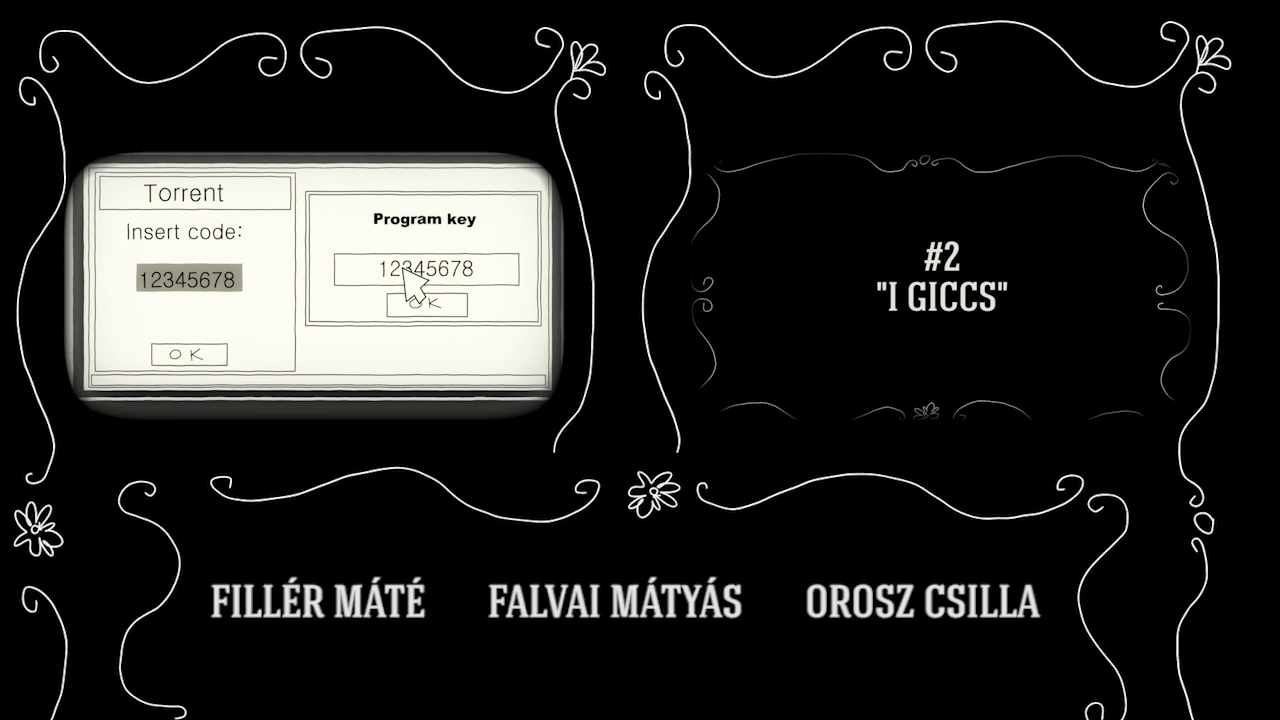 Torrent
Insert code:
12345678
OK
Program key
12345678
OK
#2
"I GICCS"
FILLÉR MÁTÉ
FALVAI MÁTYÁS
OROSZ CSILLA